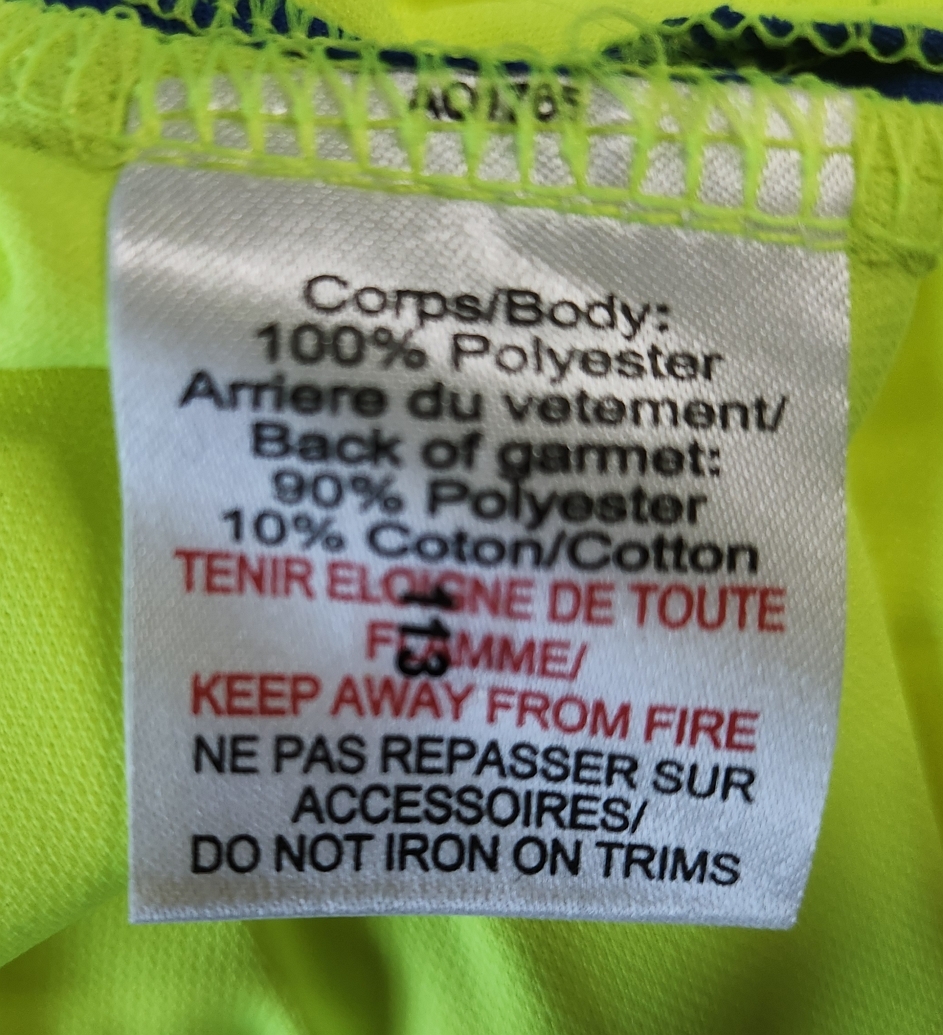 AO1765
Corps/Body:
100% Polyester
Arriere du vetement/
Back of garmet:
90% Polyester
10% Coton/Cotton
TENIR ELOIGNE DE TOUTE
FLAMME/
113
KEEP AWAY FROM FIRE
NE PAS REPASSER SUR
ACCESSOIRES/
DO NOT IRON ON TRIMS